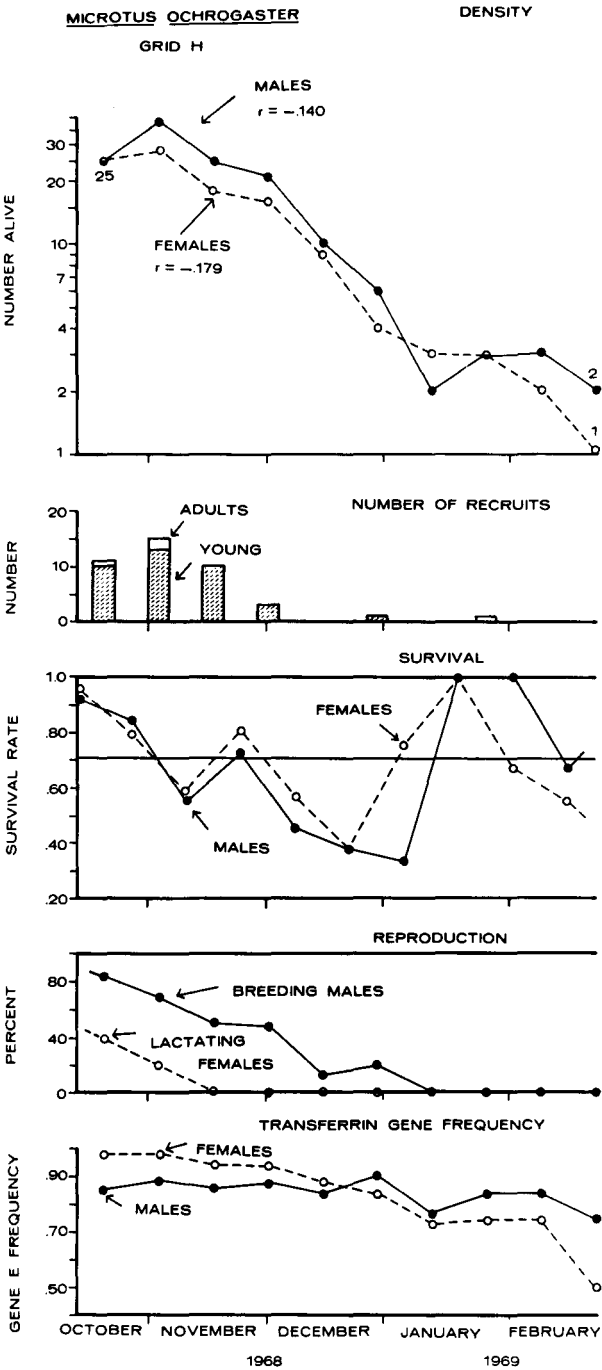 MICROTUS OCHROGASTER
DENSITY
GRID H
MALES
r = –.140
30
25
20
FEMALES
r = –.179
10
7
4
2
2
1
1
NUMBER ALIVE
NUMBER OF RECRUITS
20
ADULTS
YOUNG
10
0
NUMBER
SURVIVAL
1.0
FEMALES
.80
.60
MALES
.40
.20
SURVIVAL RATE
REPRODUCTION
80
BREEDING MALES
40
LACTATING
FEMALES
0
PERCENT
TRANSFERRIN GENE FREQUENCY
FEMALES
.90
MALES
.70
.50
GENE E FREQUENCY
OCTOBER NOVEMBER DECEMBER JANUARY FEBRUARY
1968 1969